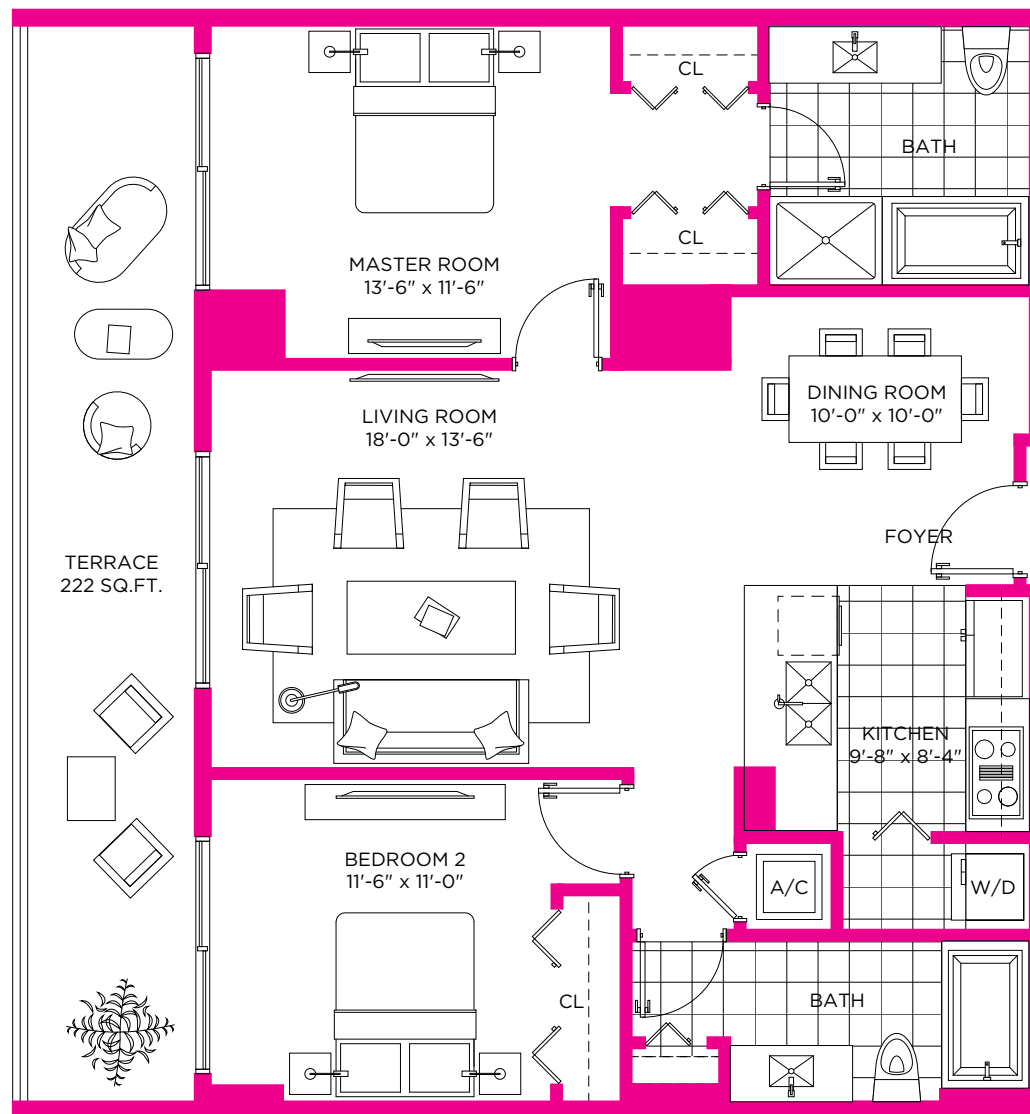 CL
BATH
CL
MASTER ROOM
13'-6" x 11'-6"
DINING ROOM
10'-0" x 10'-0"
LIVING ROOM
18'-0" x 13'-6"
FOYER
TERRACE
222 SQ.FT.
KITCHEN
9'-8" x 8'-4"
BEDROOM 2
11'-6" x 11'-0"
A/C
W/D
CL
BATH